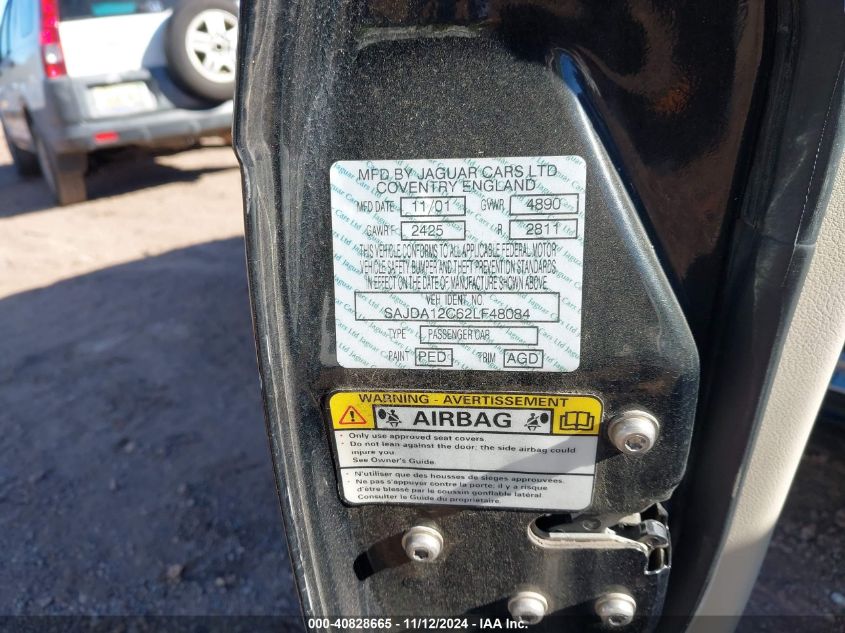 MFD BY JAGUAR CARS LTD
COVENTRY ENGLAND
MFD DATE 11/01 GVWR 4890
GAWR F 2425 R 2811
THIS VEHICLE CONFORMS TO ALL APPLICABLE FEDERAL MOTOR
VEHICLE SAFETY BUMPER AND THEFT PREVENTION STANDARDS
IN EFFECT ON THE DATE OF MANUFACTURE SHOWN ABOVE
VEH. IDENT. NO.
SAJDA12C62LF48084
TYPE PASSENGER CAR
PAINT PED TRIM AGD
WARNING - AVERTISSEMENT
AIRBAG
• Only use approved seat covers.
• Do not lean against the door; the side airbag could
injure you.
See Owner's Guide.
• N'utiliser que des housses de sièges approuvées.
• Ne pas s'appuyer contre la porte; il y a risque
d'être blessé par le coussin gonflable latéral.
Consulter le Guide du propriétaire.
000-40828665 - 11/12/2024 - IAA Inc.